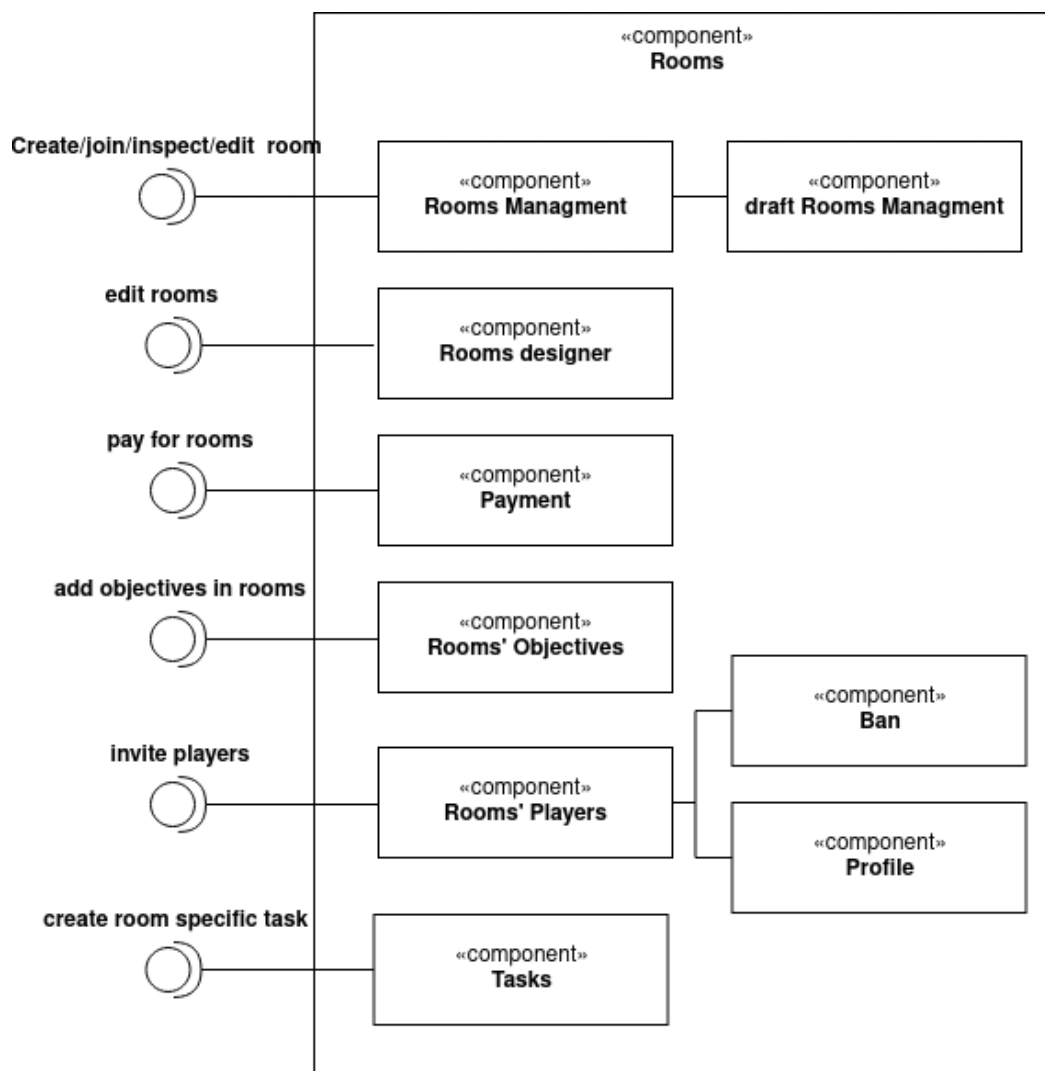 «component»
Rooms
Create/join/inspect/edit  room
«component»
Rooms Managment
«component»
draft Rooms Managment
edit rooms
«component»
Rooms designer
pay for rooms
«component»
Payment
add objectives in rooms
«component»
Rooms' Objectives
«component»
Ban
invite players
«component»
Rooms' Players
«component»
Profile
create room specific task
«component»
Tasks